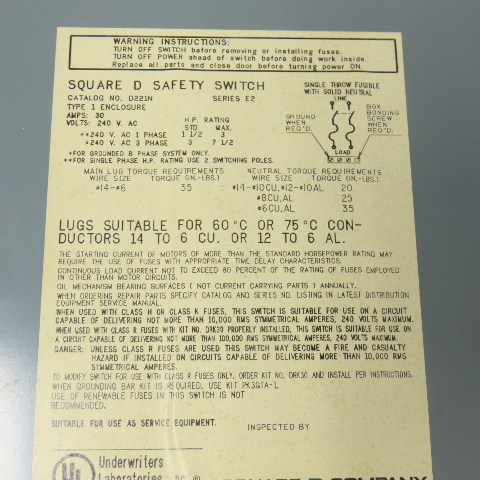 WARNING INSTRUCTIONS:
TURN OFF SWITCH before removing or installing fuses.
TURN OFF POWER ahead of switch before doing work inside.
Replace all parts and close door before turning power ON.
SQUARE D SAFETY SWITCH
CATALOG NO. D221N SERIES E2
TYPE 1 ENCLOSURE
AMPS: 30 H.P. RATING
VOLTS: 240 V. AC STD. MAX.
**240 V. AC 1 PHASE 1 1/2 3
*240 V. AC 3 PHASE 3 7 1/2
*FOR GROUNDED B PHASE SYSTEM ONLY.
**FOR SINGLE PHASE H.P. RATING USE 2 SWITCHING POLES.
SINGLE THROW FUSIBLE
WITH SOLID NEUTRAL
LINE
GROUND
WHEN
REQ'D.
BOX
BONDING
SCREW
WHEN
REQ'D.
LOAD
MAIN LUG TORQUE REQUIREMENTS NEUTRAL TORQUE REQUIREMENTS
WIRE SIZE TORQUE (IN.-LBS.) WIRE SIZE TORQUE (IN.-LBS.)
#14-#6 35 #14-#10CU,#12-#10AL 20
#8CU,AL 25
#6CU,AL 35
LUGS SUITABLE FOR 60°C OR 75°C CON-
DUCTORS 14 TO 6 CU. OR 12 TO 6 AL.
THE STARTING CURRENT OF MOTORS OF MORE THAN THE STANDARD HORSEPOWER RATING MAY
REQUIRE THE USE OF FUSES WITH APPROPRIATE TIME DELAY CHARACTERISTICS.
CONTINUOUS LOAD CURRENT NOT TO EXCEED 80 PERCENT OF THE RATING OF FUSES EMPLOYED
IN OTHER THAN MOTOR CIRCUITS.
OIL MECHANISM BEARING SURFACES ( NOT CURRENT CARRYING PARTS ) ANNUALLY.
WHEN ORDERING REPAIR PARTS SPECIFY CATALOG AND SERIES NO. LISTING IN LATEST DISTRIBUTION
EQUIPMENT SERVICE MANUAL.
WHEN USED WITH CLASS H OR CLASS K FUSES, THIS SWITCH IS SUITABLE FOR USE ON A CIRCUIT
CAPABLE OF DELIVERING NOT MORE THAN 10,000 RMS SYMMETRICAL AMPERES, 240 VOLTS MAXIMUM.
WHEN USED WITH CLASS R FUSES WITH KIT NO. DRK30 PROPERLY INSTALLED, THIS SWITCH IS SUITABLE FOR USE ON
A CIRCUIT CAPABLE OF DELIVERING NOT MORE THAN 100,000 RMS SYMMETRICAL AMPERES, 240 VOLTS MAXIMUM.
DANGER: UNLESS CLASS R FUSES ARE USED THIS SWITCH MAY BECOME A FIRE AND CASUALTY
HAZARD IF INSTALLED ON CIRCUITS CAPABLE OF DELIVERING MORE THAN 10,000 RMS
SYMMETRICAL AMPERES.
TO MODIFY SWITCH FOR USE WITH CLASS R FUSES ONLY, ORDER KIT NO. DRK30 AND INSTALL PER INSTRUCTIONS.
WHEN GROUNDING BAR KIT IS REQUIRED, USE KIT PK3GTA-1.
USE OF RENEWABLE FUSES IN THIS SWITCH IS NOT
RECOMMENDED.
SUITABLE FOR USE AS SERVICE EQUIPMENT. INSPECTED BY
UL Underwriters
Laboratories ®
SQUARE D COMPANY